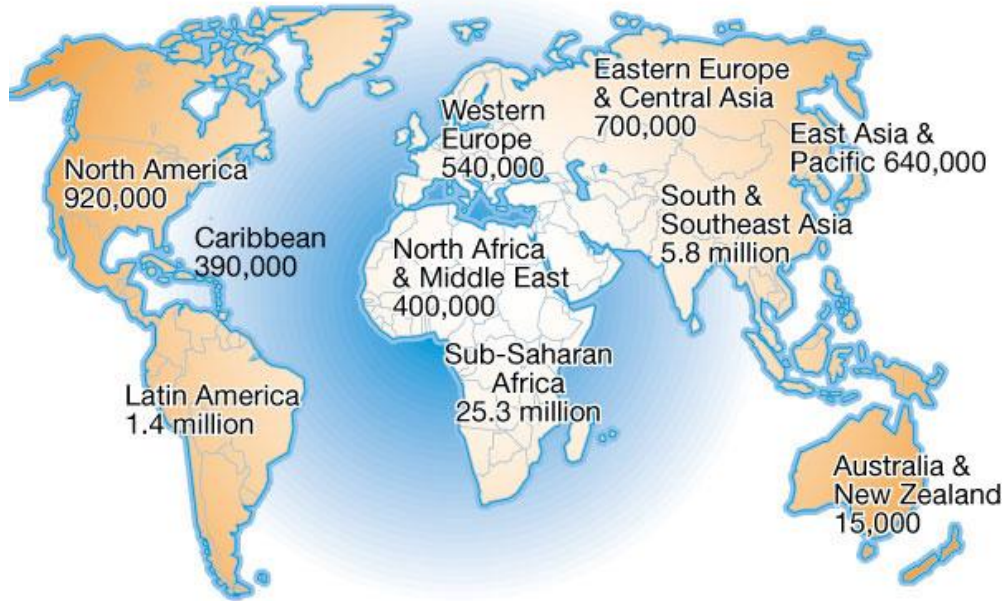 Eastern Europe
& Central Asia
700,000
Western
Europe
540,000
East Asia &
Pacific 640,000
North America
920,000
South &
Southeast Asia
5.8 million
Caribbean
390,000
North Africa
& Middle East
400,000
Sub-Saharan
Africa
25.3 million
Latin America
1.4 million
Australia &
New Zealand
15,000